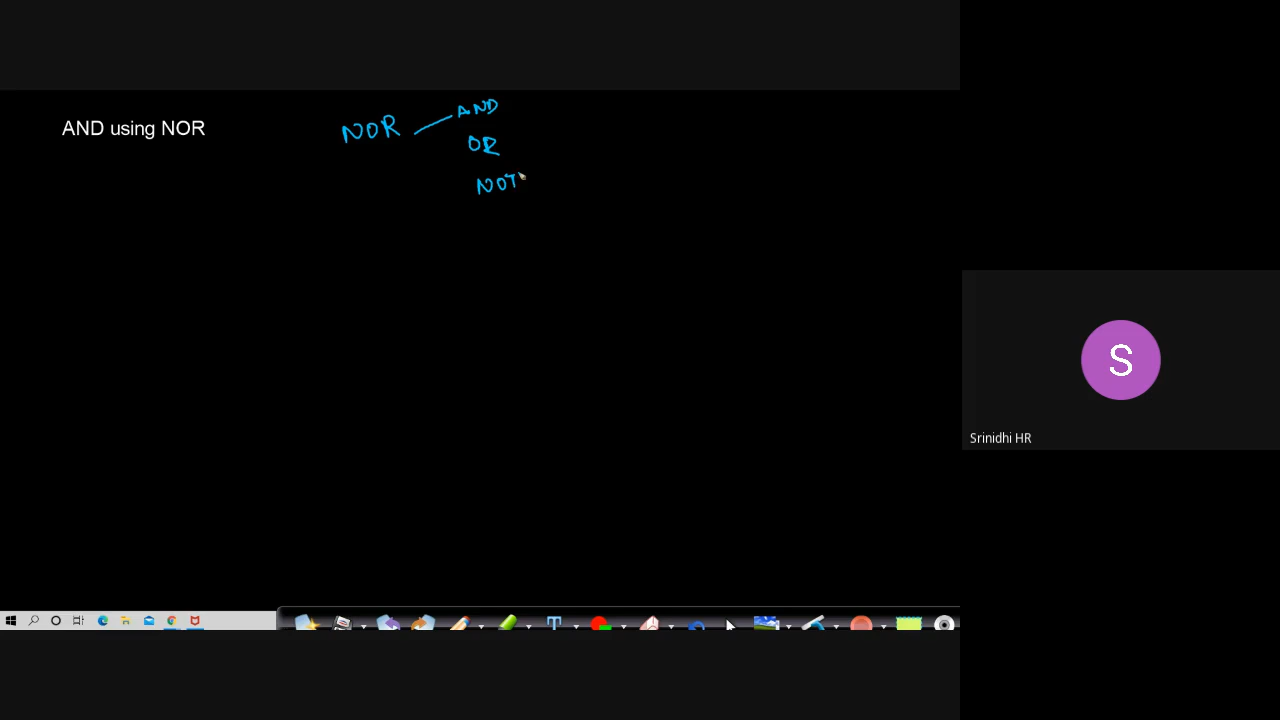 AND using NOR
NOR
AND
OR
NOT
S
Srinidhi HR
T